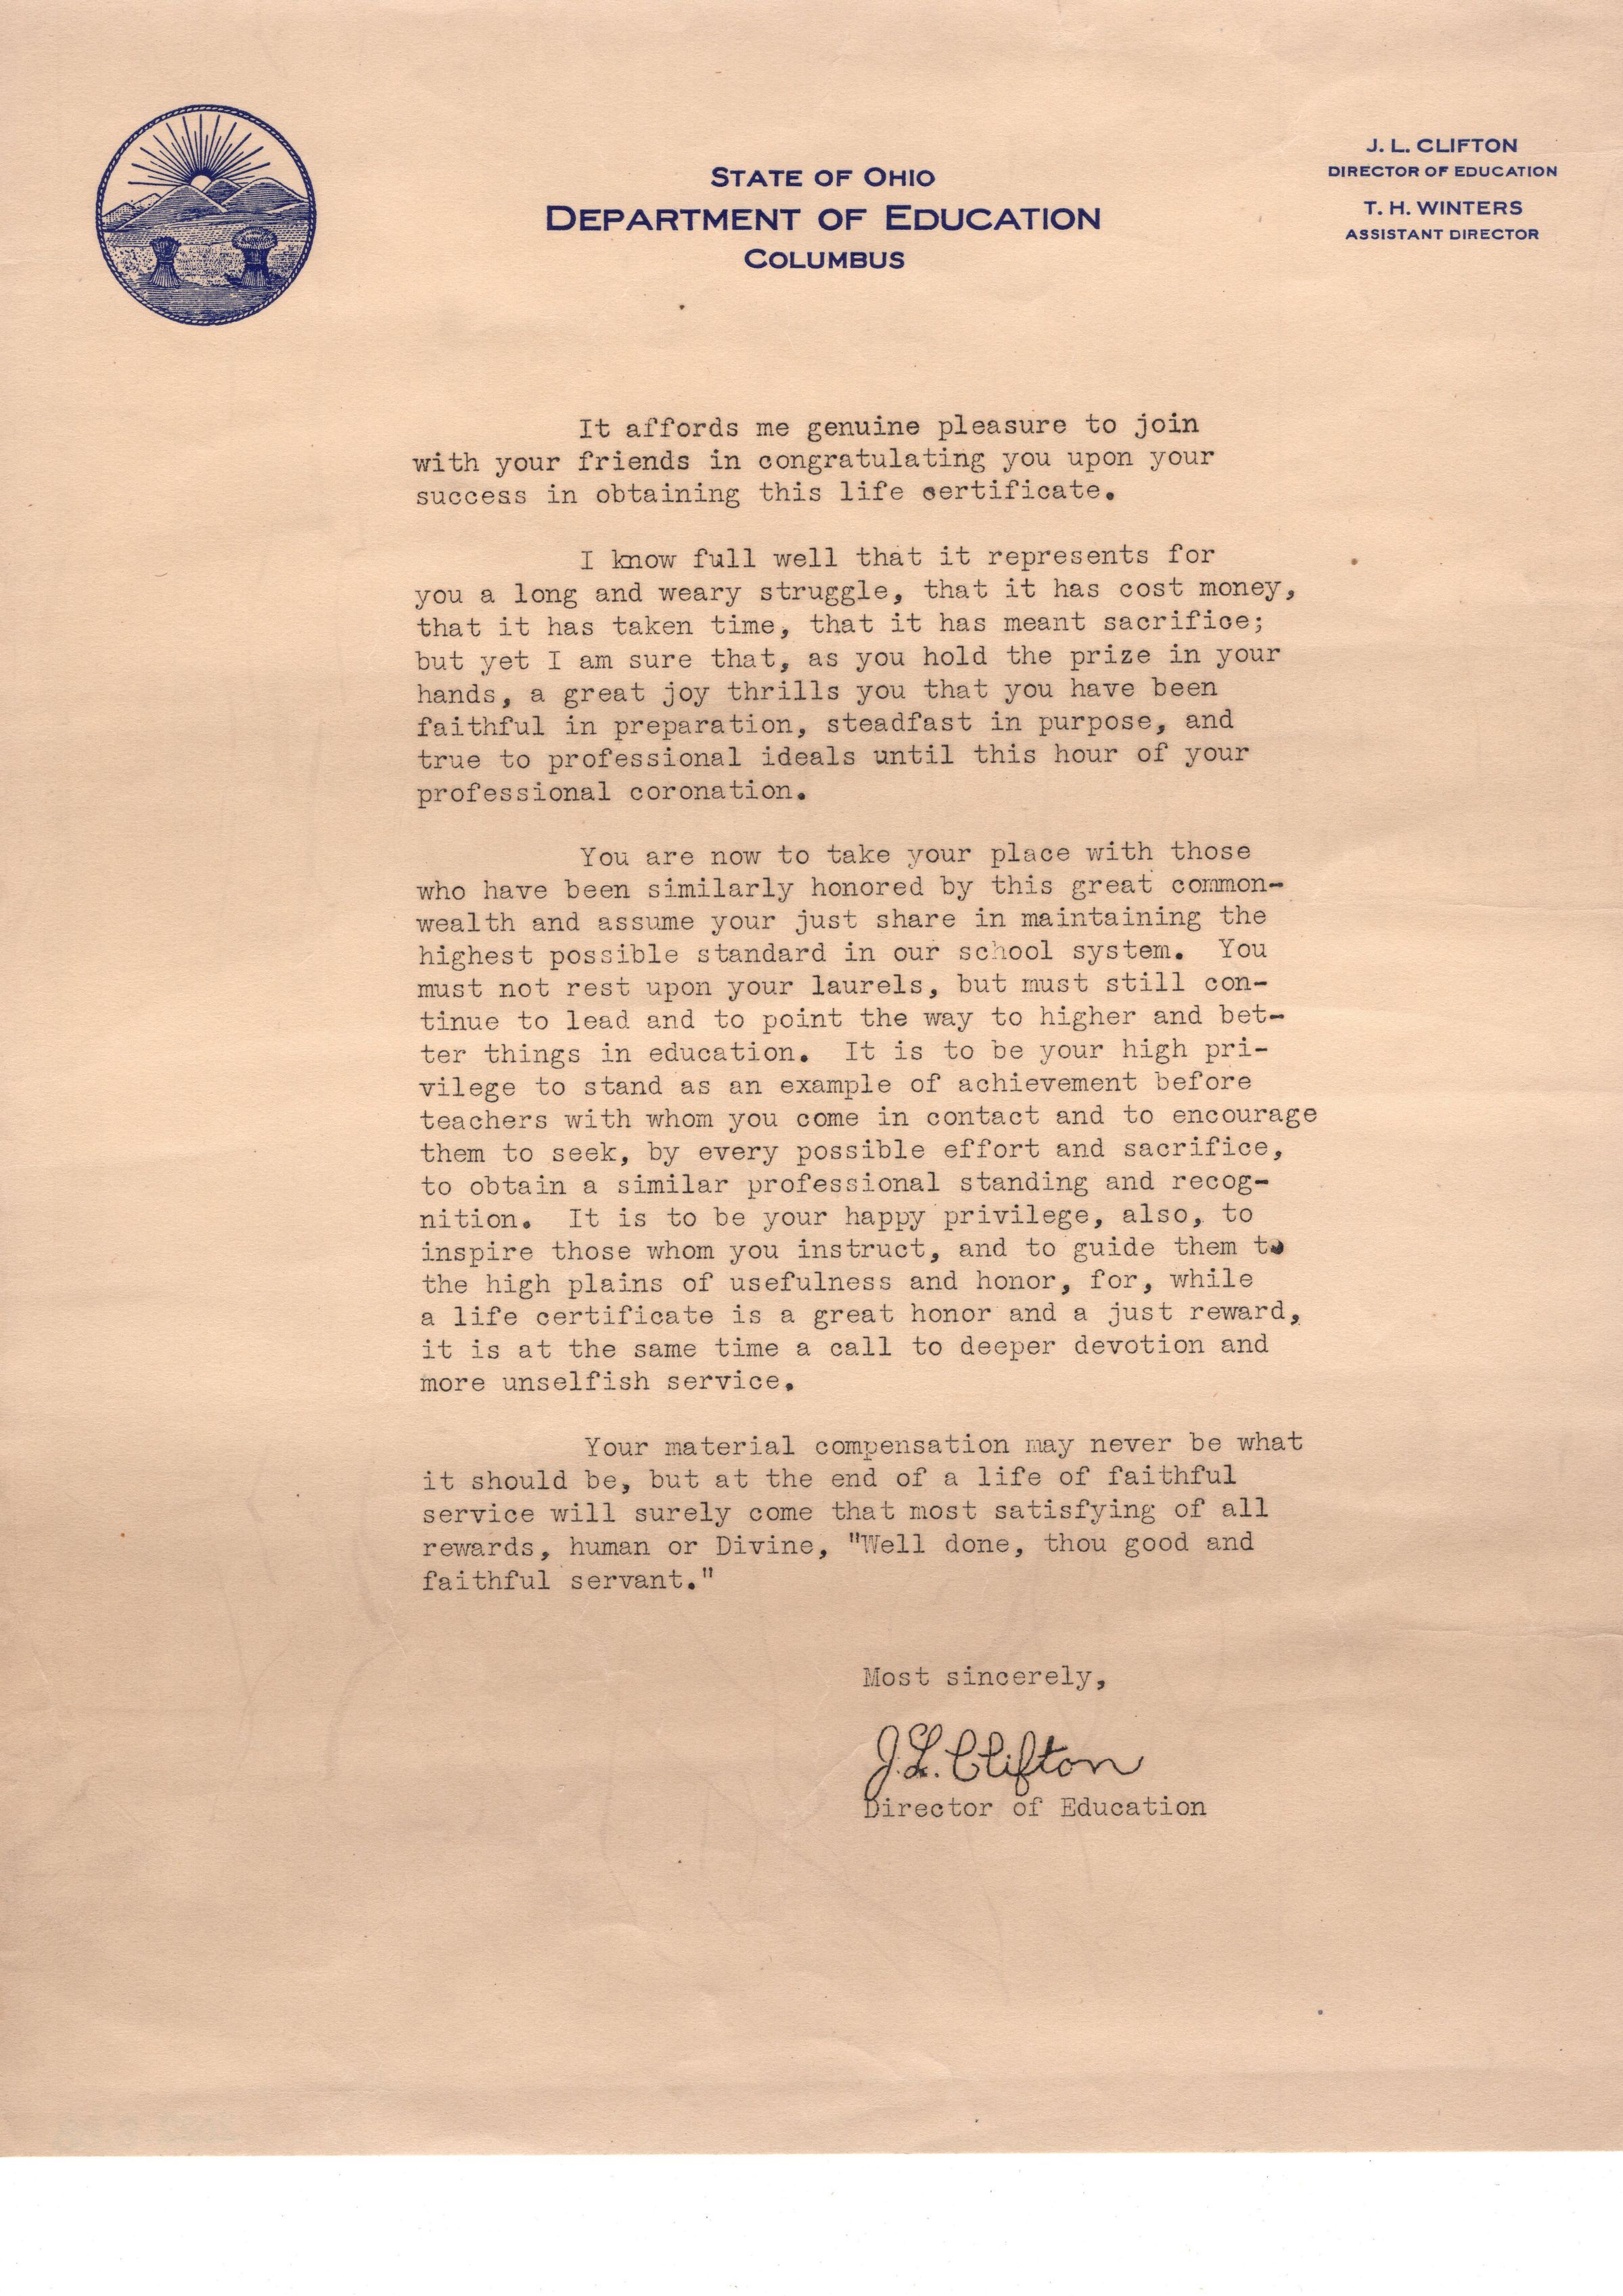 STATE OF OHIO
DEPARTMENT OF EDUCATION
COLUMBUS
J. L. CLIFTON
DIRECTOR OF EDUCATION
T. H. WINTERS
ASSISTANT DIRECTOR
It affords me genuine pleasure to join
with your friends in congratulating you upon your
success in obtaining this life certificate.
I know full well that it represents for
you a long and weary struggle, that it has cost money,
that it has taken time, that it has meant sacrifice;
but yet I am sure that, as you hold the prize in your
hands, a great joy thrills you that you have been
faithful in preparation, steadfast in purpose, and
true to professional ideals until this hour of your
professional coronation.
You are now to take your place with those
who have been similarly honored by this great common-
wealth and assume your just share in maintaining the
highest possible standard in our school system. You
must not rest upon your laurels, but must still con-
tinue to lead and to point the way to higher and bet-
ter things in education. It is to be your high pri-
vilege to stand as an example of achievement before
teachers with whom you come in contact and to encourage
them to seek, by every possible effort and sacrifice,
to obtain a similar professional standing and recog-
nition. It is to be your happy privilege, also, to
inspire those whom you instruct, and to guide them to
the high plains of usefulness and honor, for, while
a life certificate is a great honor and a just reward,
it is at the same time a call to deeper devotion and
more unselfish service.
Your material compensation may never be what
it should be, but at the end of a life of faithful
service will surely come that most satisfying of all
rewards, human or Divine, "Well done, thou good and
faithful servant."
Most sincerely,
J. L. Clifton
Director of Education